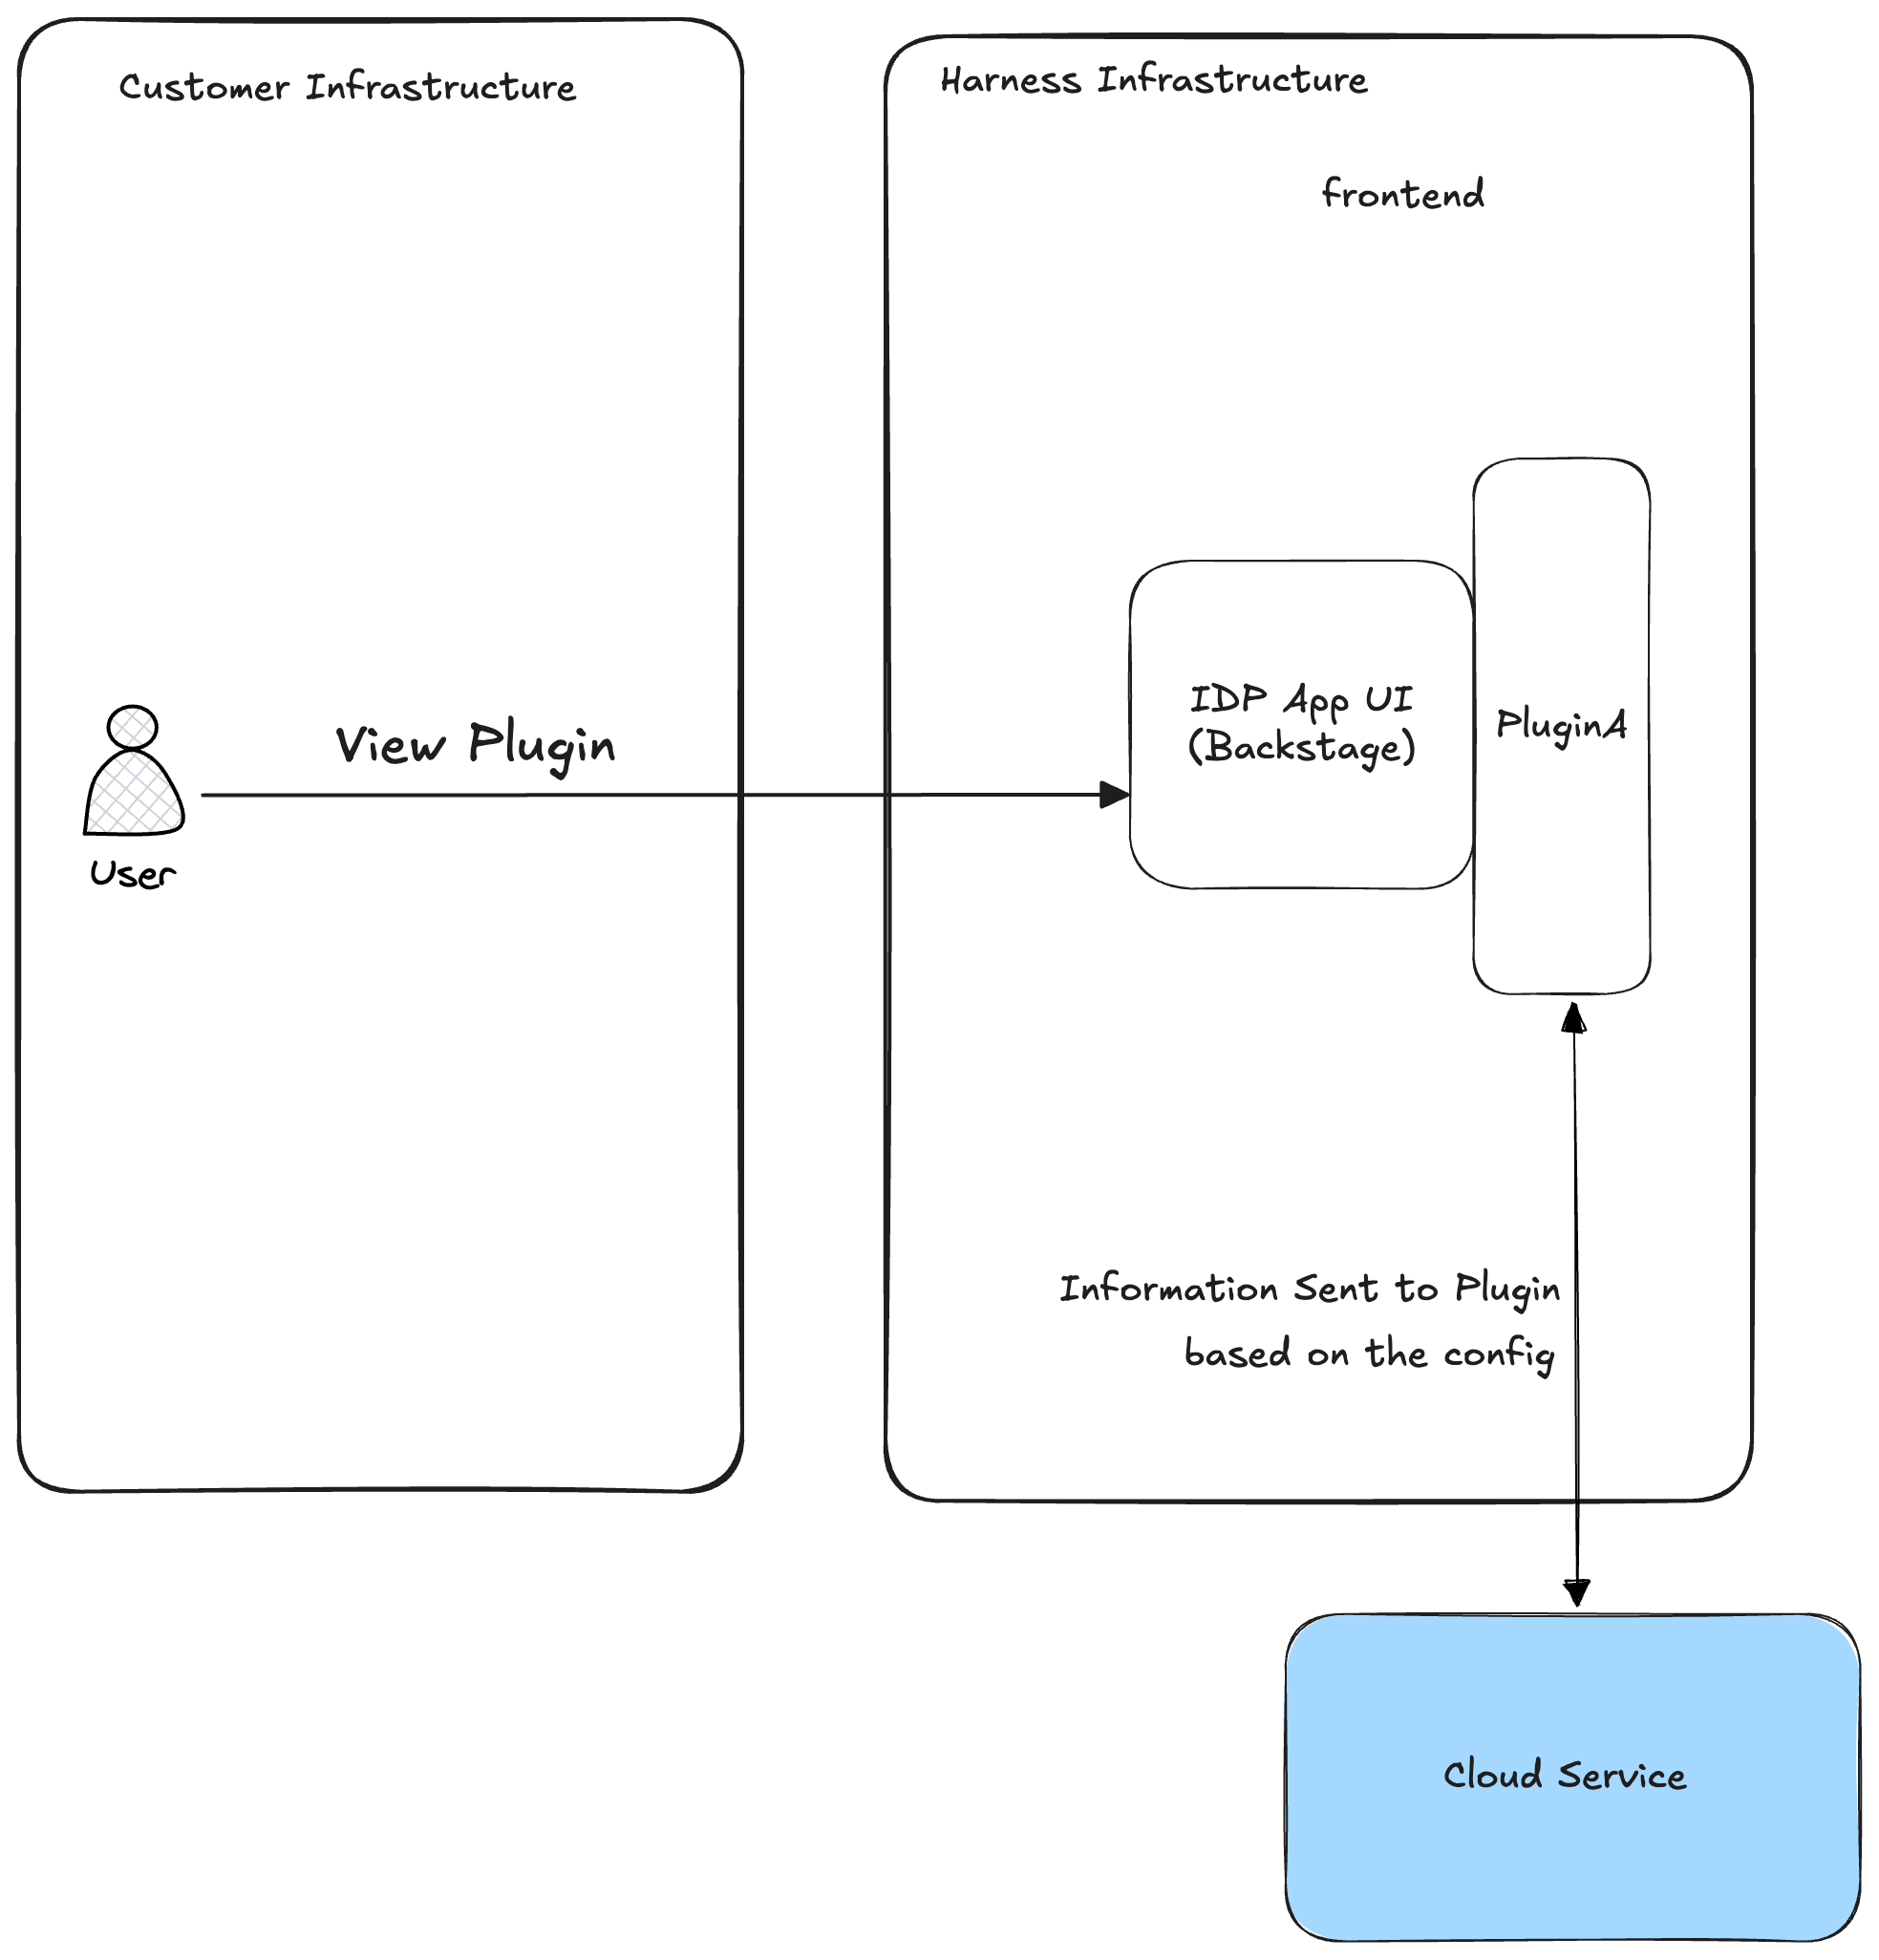 Customer Infrastructure
Harness Infrastructure
frontend
View Plugin
User
IDP App UI
(Backstage)
PluginA
Information Sent to Plugin
based on the config
Cloud Service